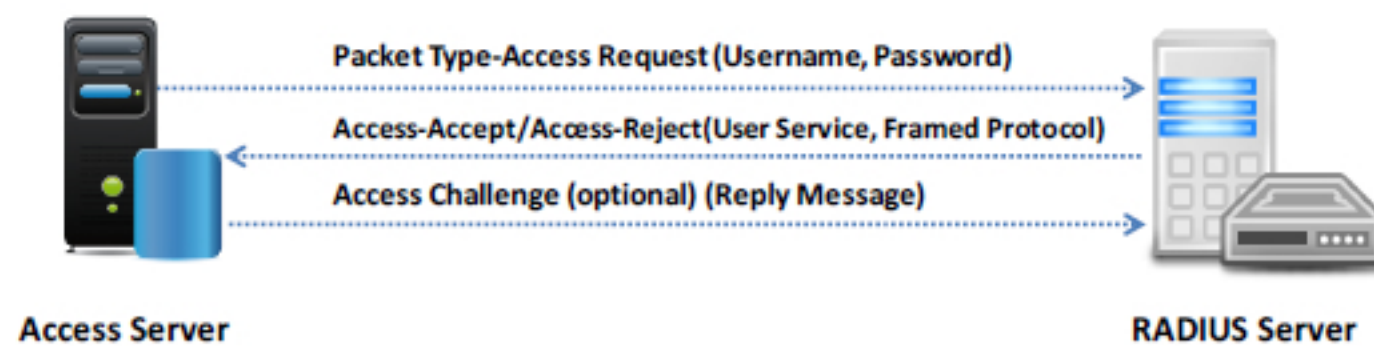 Packet Type-Access Request (Username, Password)
Access-Accept/Access-Reject(User Service, Framed Protocol)
Access Challenge (optional) (Reply Message)
Access Server
RADIUS Server